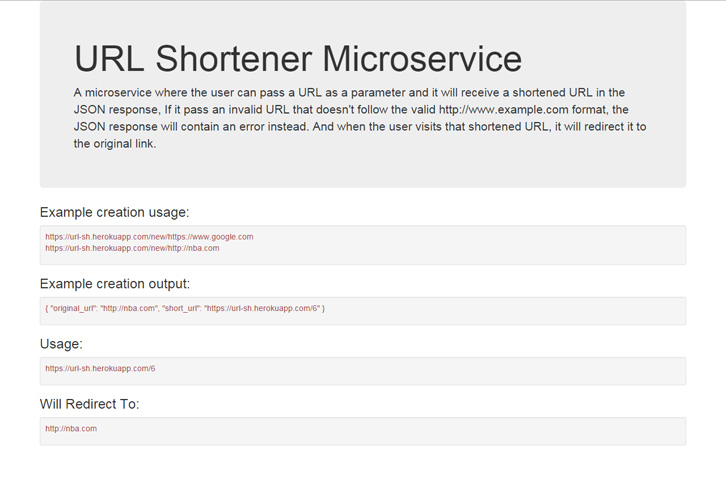 URL Shortener Microservice
A microservice where the user can pass a URL as a parameter and it will receive a shortened URL in the
JSON response, If it pass an invalid URL that doesn't follow the valid http://www.example.com format, the
JSON response will contain an error instead. And when the user visits that shortened URL, it will redirect it to
the original link.
Example creation usage:
https://url-sh.herokuapp.com/new/https://www.google.com
https://url-sh.herokuapp.com/new/http://nba.com
Example creation output:
{ "original_url": "http://nba.com", "short_url": "https://url-sh.herokuapp.com/6" }
Usage:
https://url-sh.herokuapp.com/6
Will Redirect To:
http://nba.com